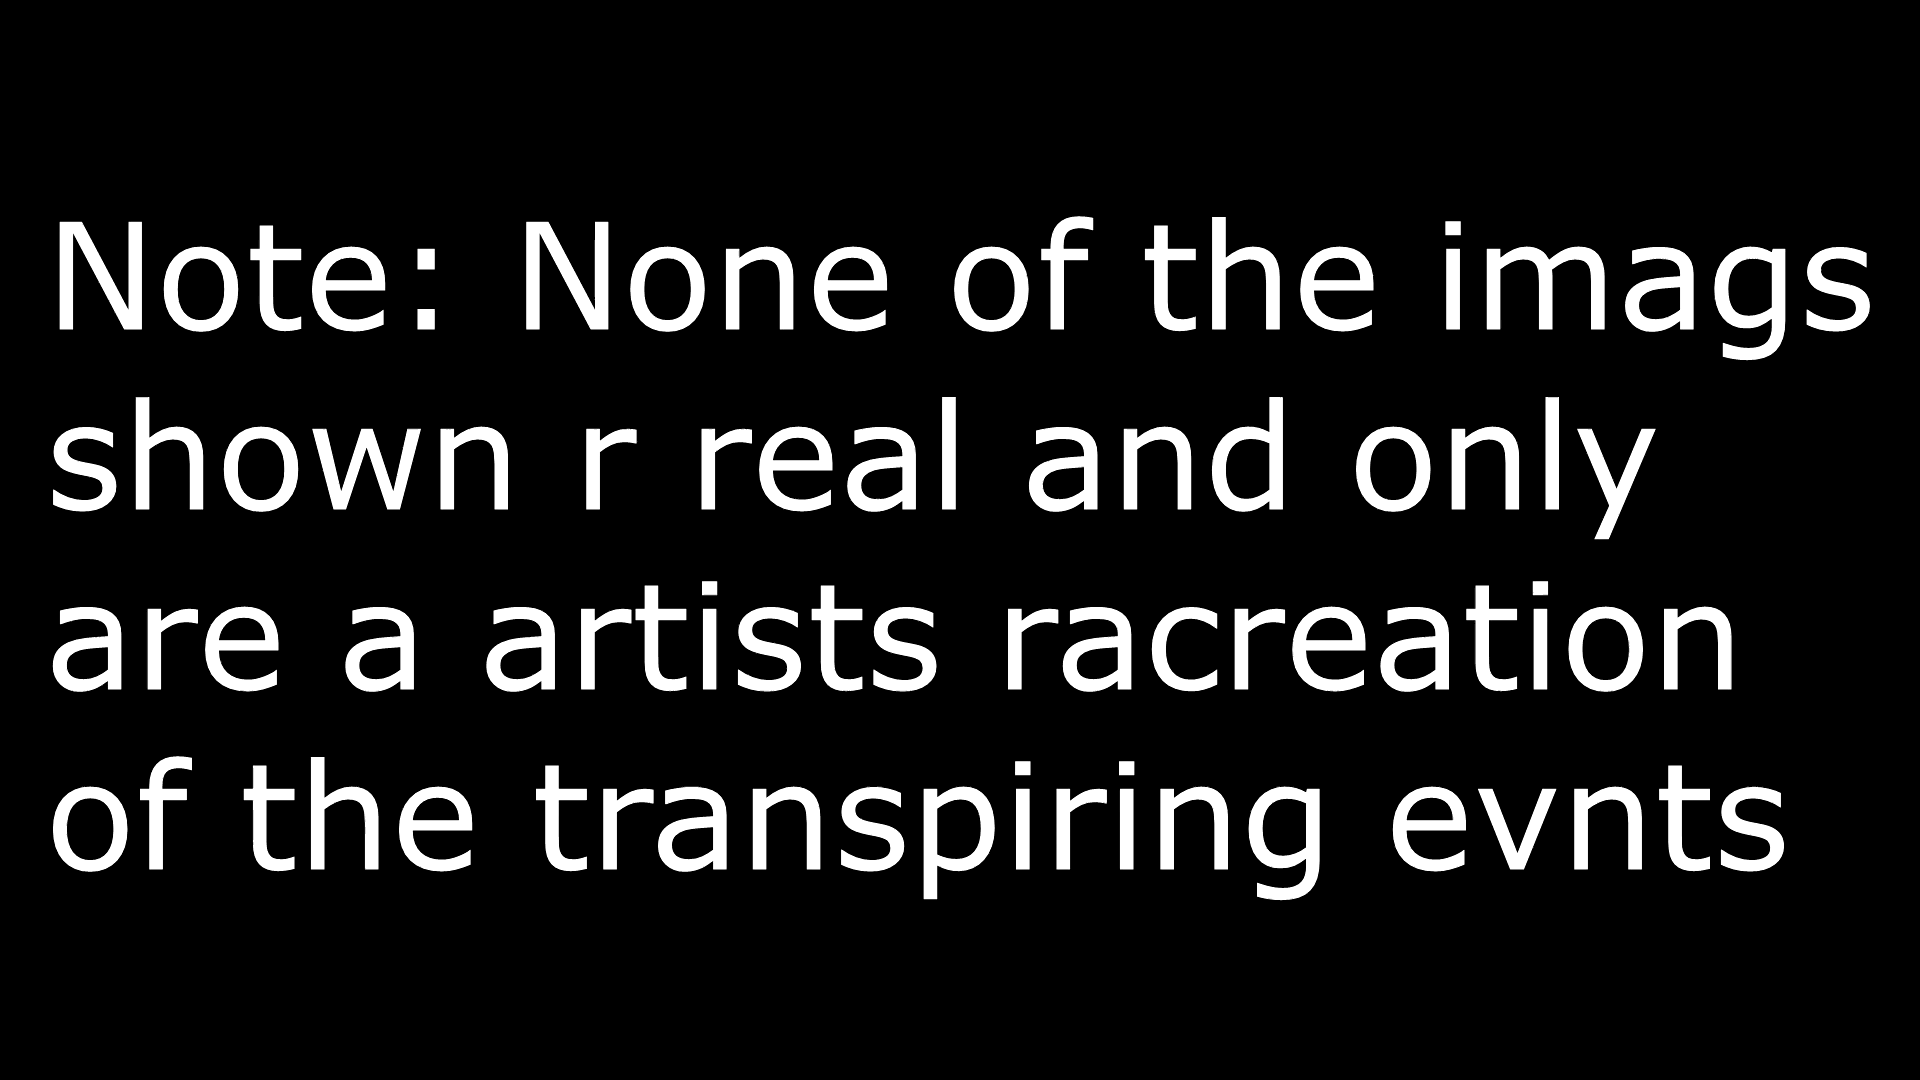 Note: None of the imags
shown r real and only
are a artists racreation
of the transpiring evnts